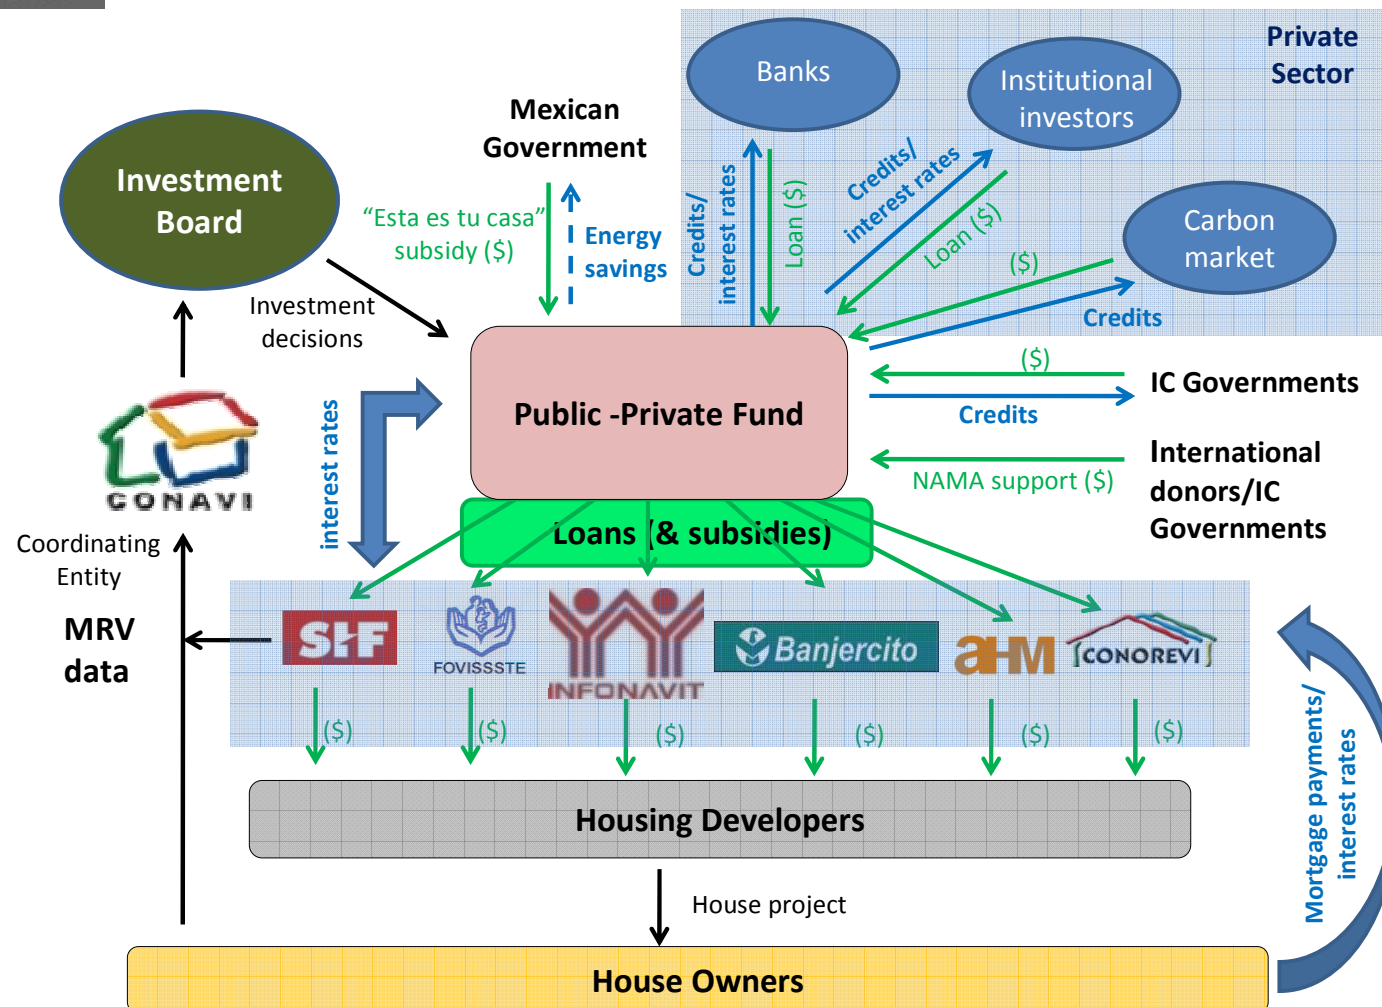 Private
Sector
Banks
Institutional
investors
Mexican
Government
Investment
Board
"Esta es tu casa"
subsidy ($)
Energy
savings
Credits/
interest rates
Loan ($)
Credits/
interest rates
Loan ($)
Carbon
market
($)
Credits
Investment
decisions
Public -Private Fund
($)
IC Governments
Credits
International
donors/IC
Governments
NAMA support ($)
interest rates
CONAVI
Coordinating
Entity
Loans (& subsidies)
MRV
data
SHF
FOVISSSTE
INFONAVIT
Banjercito
aHM
CONOREVI
($)
($)
($)
($)
($)
($)
Mortgage payments/
interest rates
Housing Developers
House project
House Owners